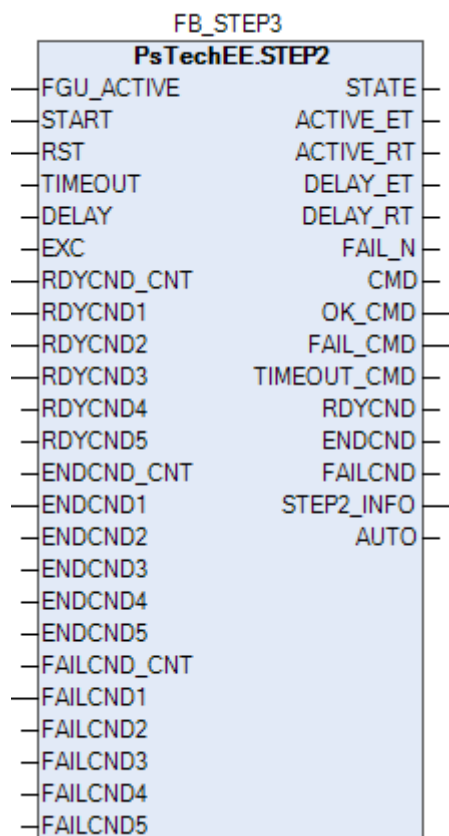 FB_STEP3
PsTechEE.STEP2
FGU_ACTIVE STATE
START ACTIVE_ET
RST ACTIVE_RT
TIMEOUT DELAY_ET
DELAY DELAY_RT
EXC FAIL_N
RDYCND_CNT CMD
RDYCND1 OK_CMD
RDYCND2 FAIL_CMD
RDYCND3 TIMEOUT_CMD
RDYCND4 RDYCND
RDYCND5 ENDCND
ENDCND_CNT FAILCND
ENDCND1 STEP2_INFO
ENDCND2 AUTO
ENDCND3
ENDCND4
ENDCND5
FAILCND_CNT
FAILCND1
FAILCND2
FAILCND3
FAILCND4
FAILCND5